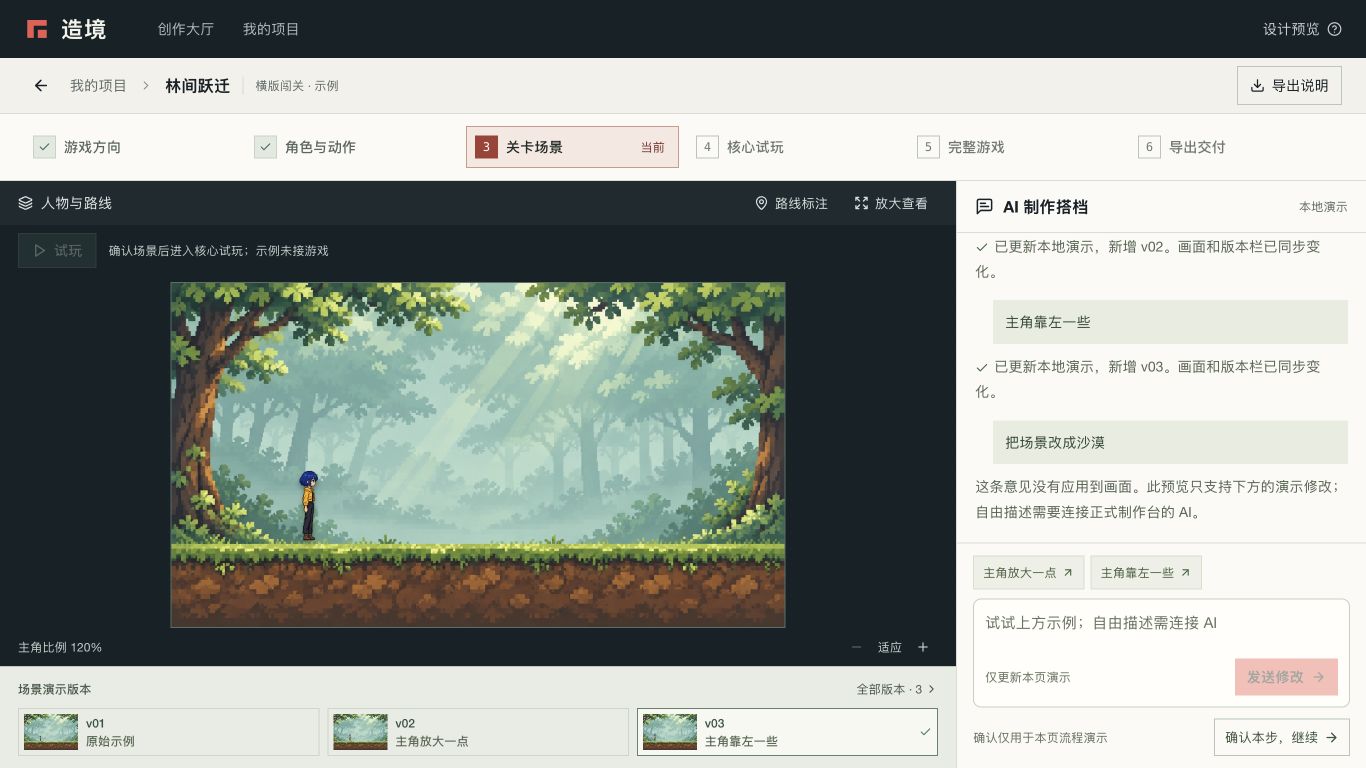 造境
创作大厅
我的项目
设计预览
我的项目
林间跃迁
横版闯关 · 示例
导出说明
游戏方向
角色与动作
3 关卡场景 当前
4 核心试玩
5 完整游戏
6 导出交付
人物与路线
路线标注
放大查看
试玩
确认场景后进入核心试玩；示例未接游戏
主角比例 120%
适应
场景演示版本
全部版本 · 3
v01
原始示例
v02
主角放大一点
v03
主角靠左一些
AI 制作搭档
本地演示
已更新本地演示，新增 v02。画面和版本栏已同步变
化。
主角靠左一些
已更新本地演示，新增 v03。画面和版本栏已同步变
化。
把场景改成沙漠
这条意见没有应用到画面。此预览只支持下方的演示修改；
自由描述需要连接正式制作台的 AI。
主角放大一点
主角靠左一些
试试上方示例；自由描述需连接 AI
仅更新本页演示
发送修改
确认仅用于本页流程演示
确认本步，继续